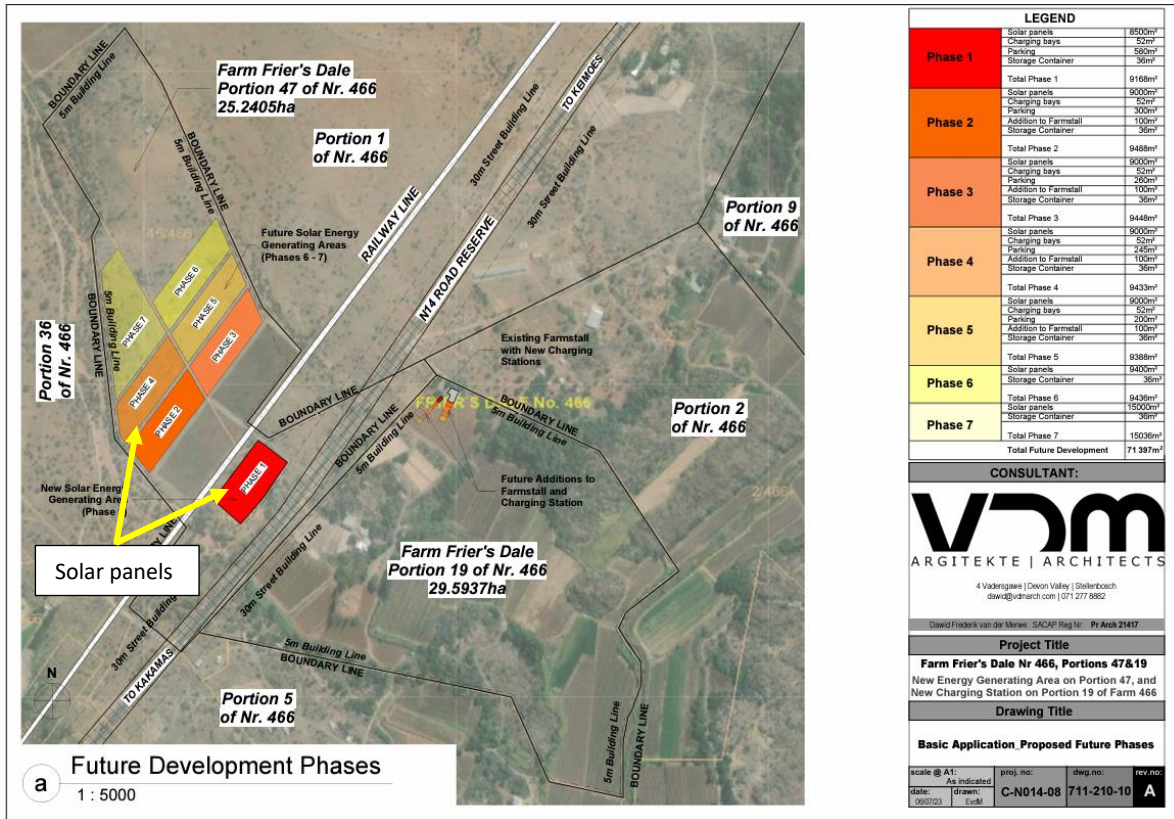 BOUNDARY LINE
5m Building Line
Farm Frier's Dale
Portion 47 of Nr. 466
25.2405ha
BOUNDARY LINE
5m Building Line
Portion 1
of Nr. 466
30m Street Building Line
TO KEIMOES
30m Street Building Line
RAILWAY LINE
N14 ROAD RESERVE
Portion 9
of Nr. 466
Future Solar Energy
Generating Areas
(Phases 6 - 7)
PHASE 6
PHASE 5
PHASE 7
PHASE 3
PHASE 4
PHASE 2
BOUNDARY LINE
5m Building Line
Portion 36
of Nr. 466
Existing Farmstall
with New Charging
Stations
BOUNDARY LINE
BOUNDARY LINE
5m Building Line
FRIER'S DALE No. 466
BOUNDARY LINE
5m Building Line
Portion 2
of Nr. 466
PHASE 1
New Solar Energy
Generating Area
(Phase
Future Additions to
Farmstall and
Charging Station
Solar panels
Farm Frier's Dale
Portion 19 of Nr. 466
29.5937ha
30m Street Building
30m Street Building Line
TO KAKAMAS
5m Building Line
BOUNDARY LINE
5m Building Line
BOUNDARY LINE
Portion 5
of Nr. 466
N
a
Future Development Phases
1 : 5000
LEGEND
Phase 1
Solar panels 8500m²
Charging bays 52m²
Parking 580m²
Storage Container 36m²
Total Phase 1 9168m²
Phase 2
Solar panels 9000m²
Charging bays 52m²
Parking 300m²
Addition to Farmstall 100m²
Storage Container 36m²
Total Phase 2 9488m²
Phase 3
Solar panels 9000m²
Charging bays 52m²
Parking 260m²
Addition to Farmstall 100m²
Storage Container 36m²
Total Phase 3 9448m²
Phase 4
Solar panels 9000m²
Charging bays 52m²
Parking 245m²
Addition to Farmstall 100m²
Storage Container 36m²
Total Phase 4 9433m²
Phase 5
Solar panels 9000m²
Charging bays 52m²
Parking 200m²
Addition to Farmstall 100m²
Storage Container 36m²
Total Phase 5 9388m²
Phase 6
Solar panels 9400m²
Storage Container 36m²
Total Phase 6 9436m²
Phase 7
Solar panels 15000m²
Storage Container 36m²
Total Phase 7 15036m²
Total Future Development 71 397m²
CONSULTANT:
VDM
ARGITEKTE | ARCHITECTS
4 Vadersgawe | Devon Valley | Stellenbosch
dawid@vdmarch.com | 071 277 8862
Dawid Frederik van der Merwe: SACAP Reg Nr: Pr Arch 21417
Project Title
Farm Frier's Dale Nr 466, Portions 47&19
New Energy Generating Area on Portion 47, and
New Charging Station on Portion 19 of Farm 466
Drawing Title
Basic Application_Proposed Future Phases
scale @ A1:
As indicated
proj. no:
C-N014-08
dwg.no:
711-210-10
rev.no:
A
date:
06/07/23
drawn:
EvdM